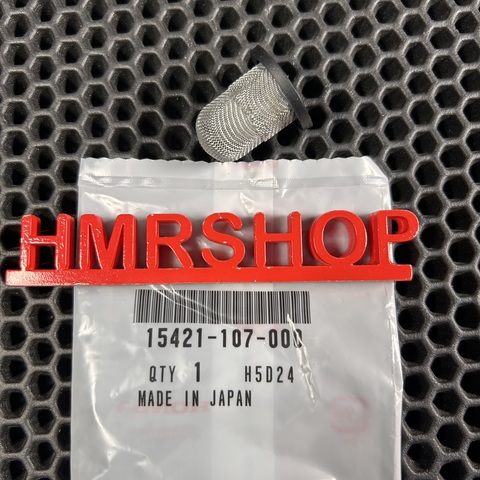 HMRSHOP
15421-107-000
QTY 1 H5D24
MADE IN JAPAN